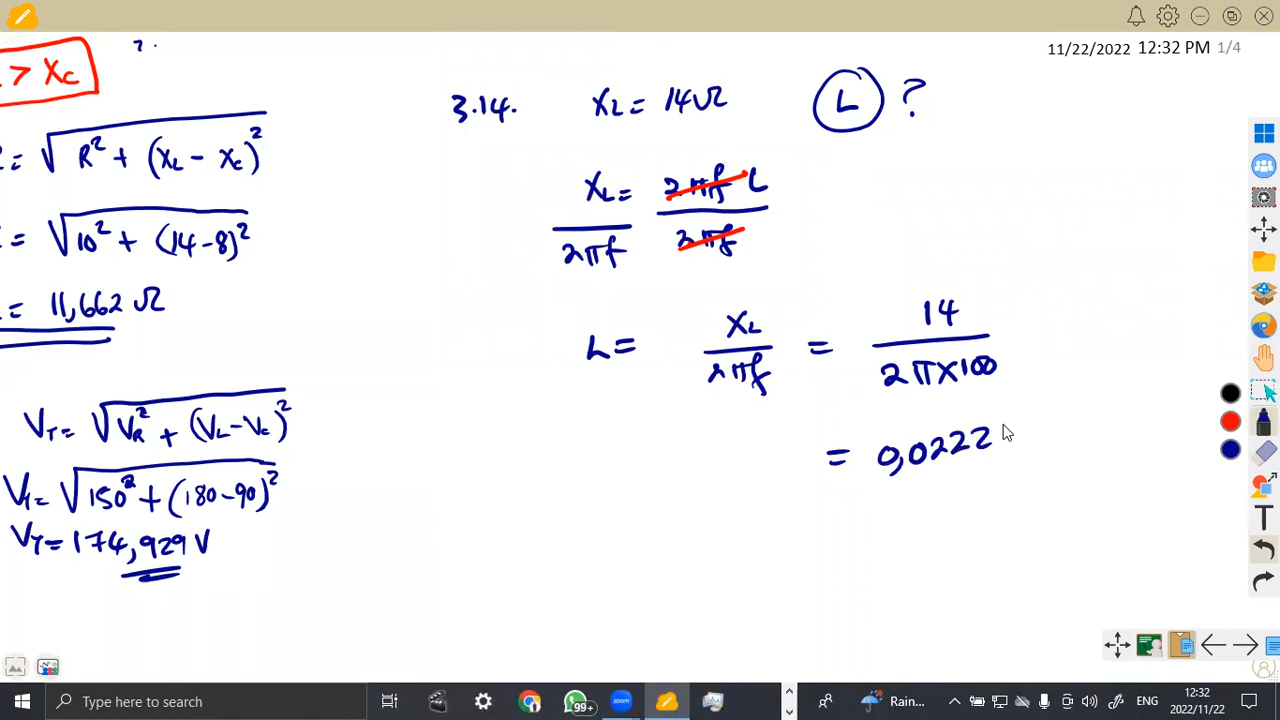 11/22/2022 12:32 PM 1/4
> Xc
= √R² + (XL - Xc)²
= √10² + (14-8)²
= 11,662 Ω
VT = √VR² + (VL - Vc)²
VT = √150² + (180-90)²
VT = 174,929 V
3.14. XL = 14Ω L ?
XL = 2πf L
2πf 2πf
L = XL = 14
2πf 2π×100
= 0,0222
T
Type here to search
99+
Rain...
ENG
12:32
2022/11/22